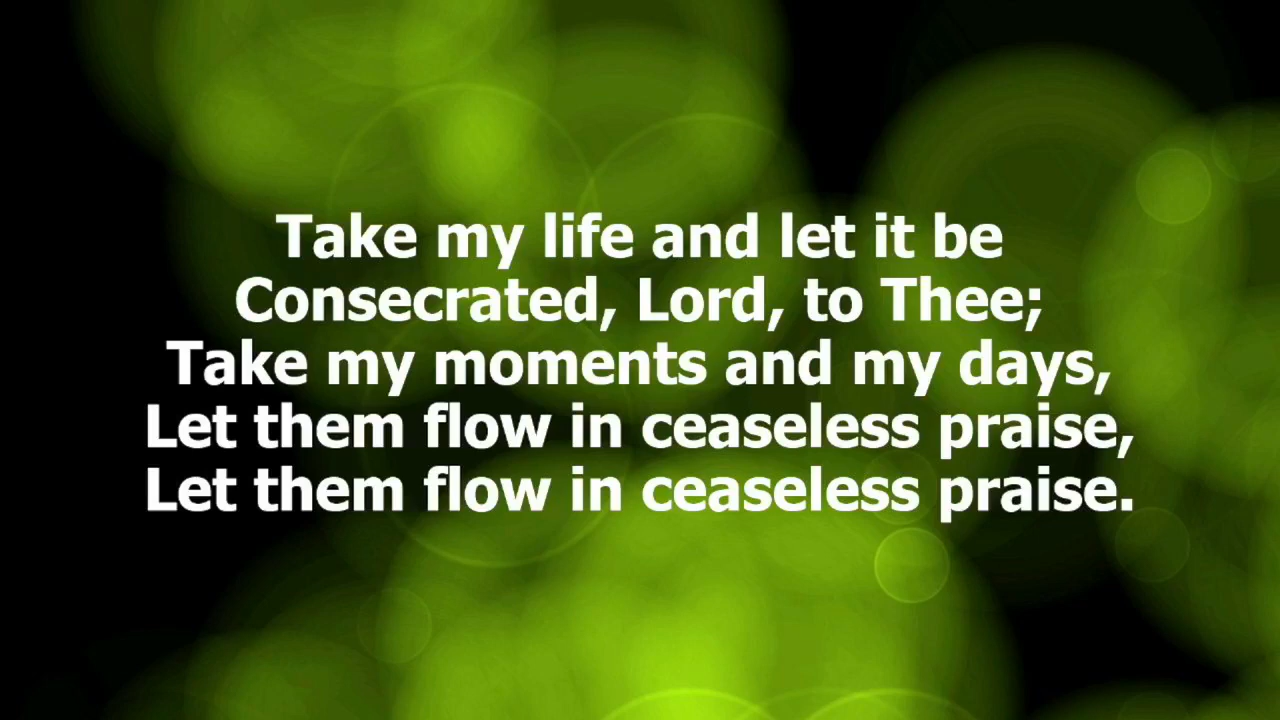 Take my life and let it be
Consecrated, Lord, to Thee;
Take my moments and my days,
Let them flow in ceaseless praise,
Let them flow in ceaseless praise.